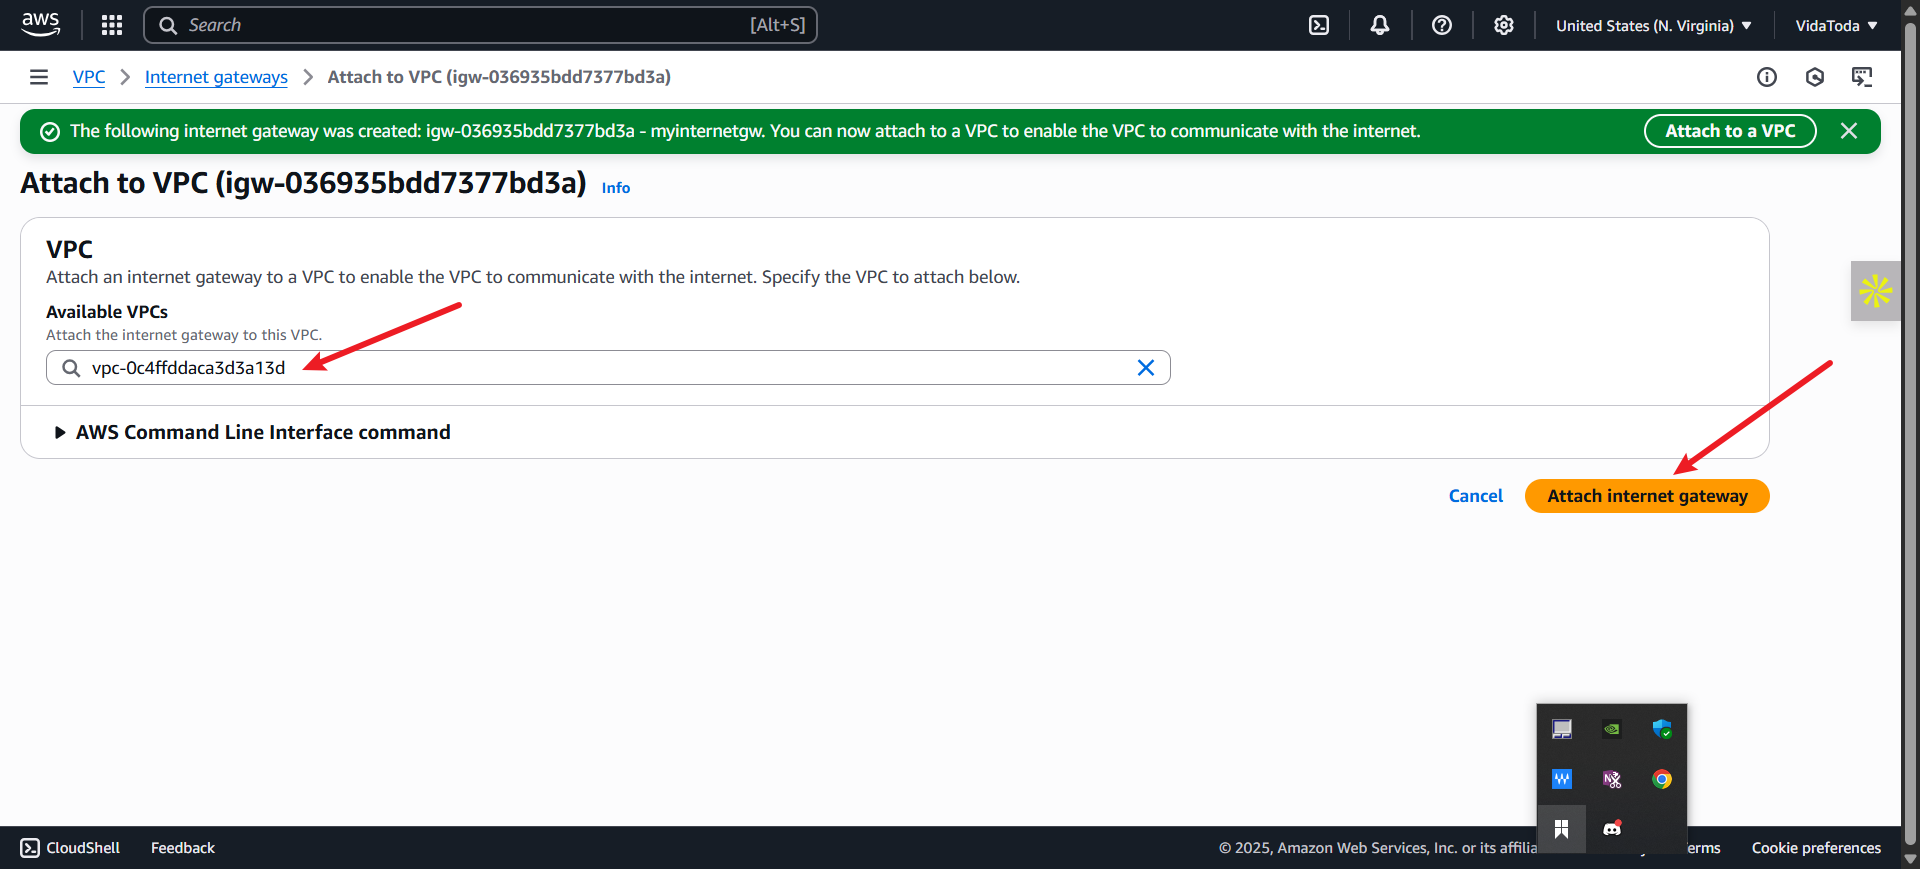 aws
Search [Alt+S]
United States (N. Virginia)
VidaToda
VPC
Internet gateways
Attach to VPC (igw-036935bdd7377bd3a)
The following internet gateway was created: igw-036935bdd7377bd3a - myinternetgw. You can now attach to a VPC to enable the VPC to communicate with the internet.
Attach to a VPC
Attach to VPC (igw-036935bdd7377bd3a) Info
VPC
Attach an internet gateway to a VPC to enable the VPC to communicate with the internet. Specify the VPC to attach below.
Available VPCs
Attach the internet gateway to this VPC.
vpc-0c4ffddaca3d3a13d
AWS Command Line Interface command
Cancel
Attach internet gateway
CloudShell
Feedback
© 2025, Amazon Web Services, Inc. or its
Cookie preferences